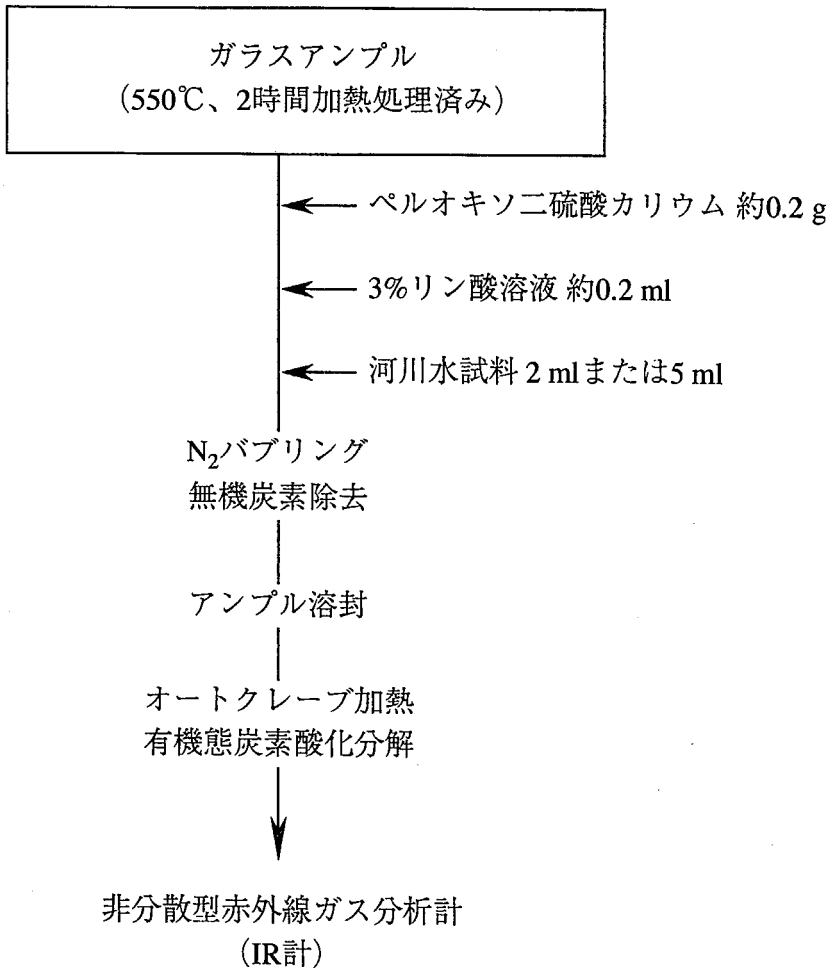 ガラスアンプル
（550℃、2時間加熱処理済み）
ペルオキソ二硫酸カリウム 約0.2 g
3%リン酸溶液 約0.2 ml
河川水試料 2 mlまたは5 ml
N₂バブリング
無機炭素除去
アンプル溶封
オートクレーブ加熱
有機態炭素酸化分解
非分散型赤外線ガス分析計
（IR計）